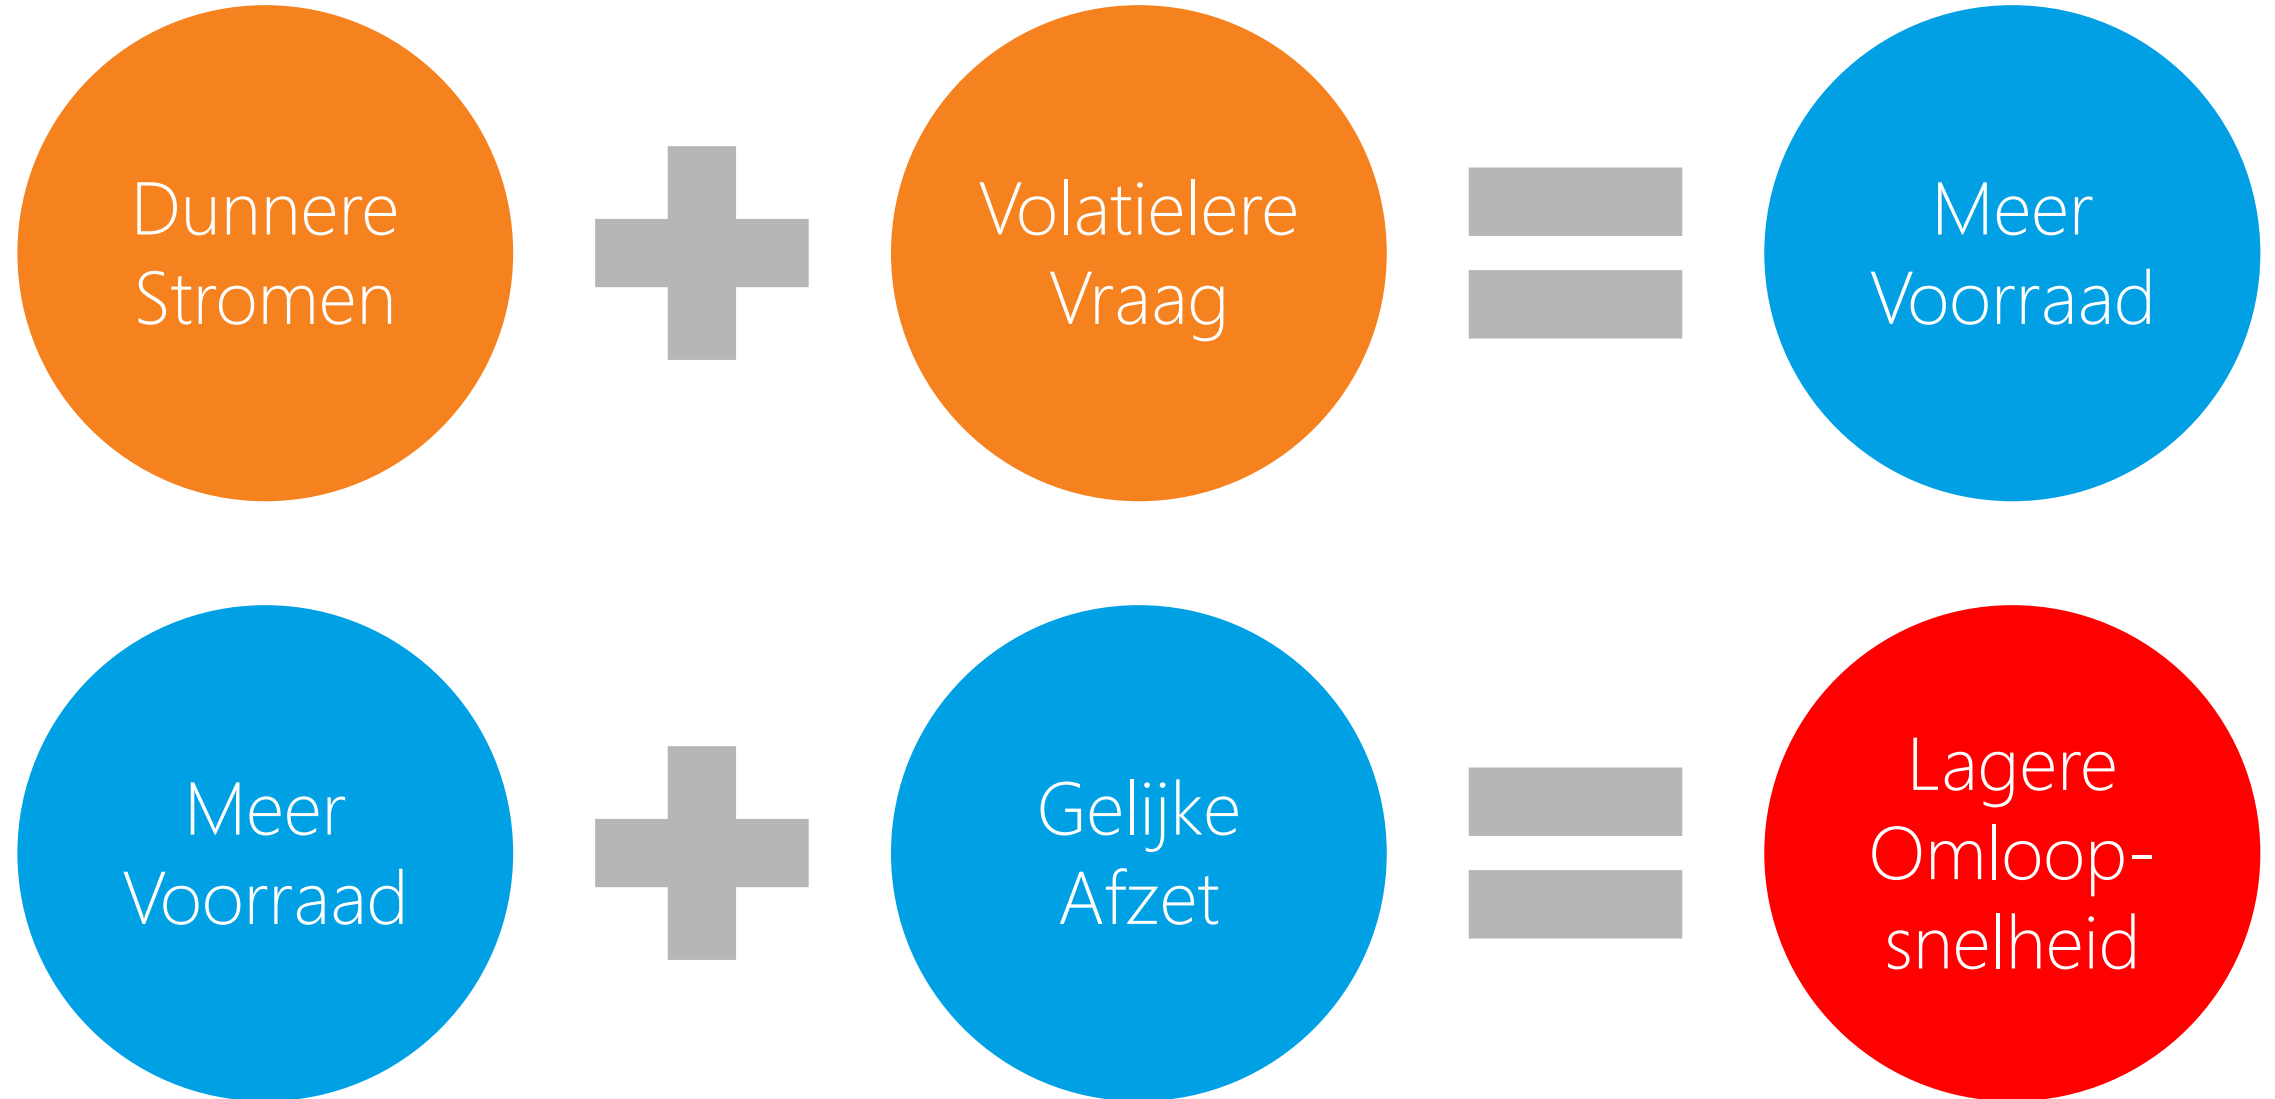 Dunnere
Stromen
Volatielere
Vraag
Meer
Voorraad
Meer
Voorraad
Gelijke
Afzet
Lagere
Omloop-
snelheid